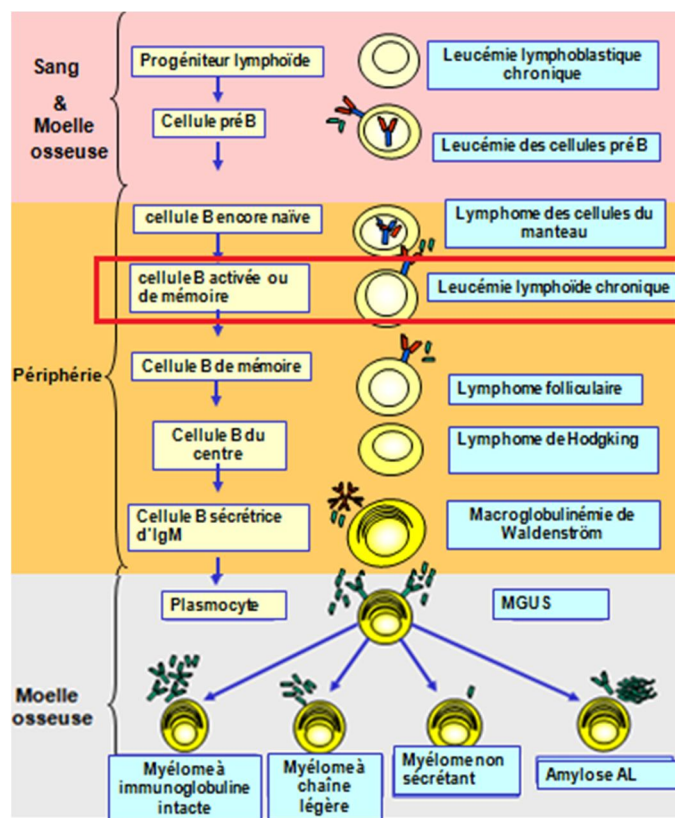 Sang
&
Moelle
osseuse
Progéniteur lymphoïde
Leucémie lymphoblastique
chronique
Cellule pré B
Leucémie des cellules pré B
Périphérie
cellule B encore naïve
Lymphome des cellules du
manteau
cellule B activée ou
de mémoire
Leucémie lymphoïde chronique
Cellule B de mémoire
Lymphome folliculaire
Cellule B du
centre
Lymphome de Hodgking
Cellule B sécrétrice
d'IgM
Macroglobulinémie de
Waldenström
Moelle
osseuse
Plasmocyte
MGUS
Myélome à
immunoglobuline
intacte
Myélome à
chaîne
légère
Myélome non
sécrétant
Amylose AL